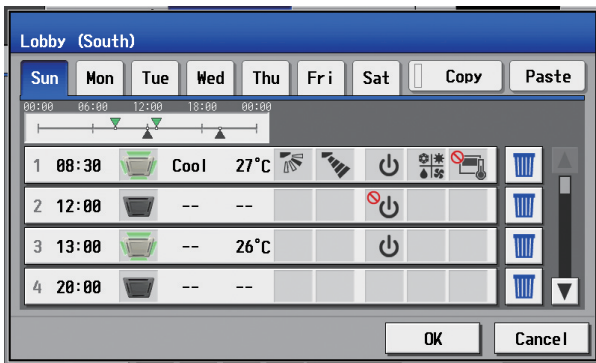 Lobby (South)
Sun Mon Tue Wed Thu Fri Sat Copy Paste
00:00 06:00 12:00 18:00 00:00
1 08:30 Cool 27°C
2 12:00 -- --
3 13:00 -- 26°C
4 20:00 -- --
OK Cancel